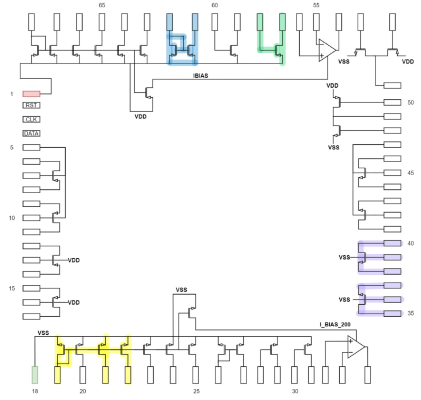 65 60 55
VSS VDD
IBIAS
1 VDD VDD
RST 50
CLK
DATA
5 VSS
45
10
VDD VSS 40
15 VDD VSS
VSS 35
VSS I_BIAS_200
18 20 25 30